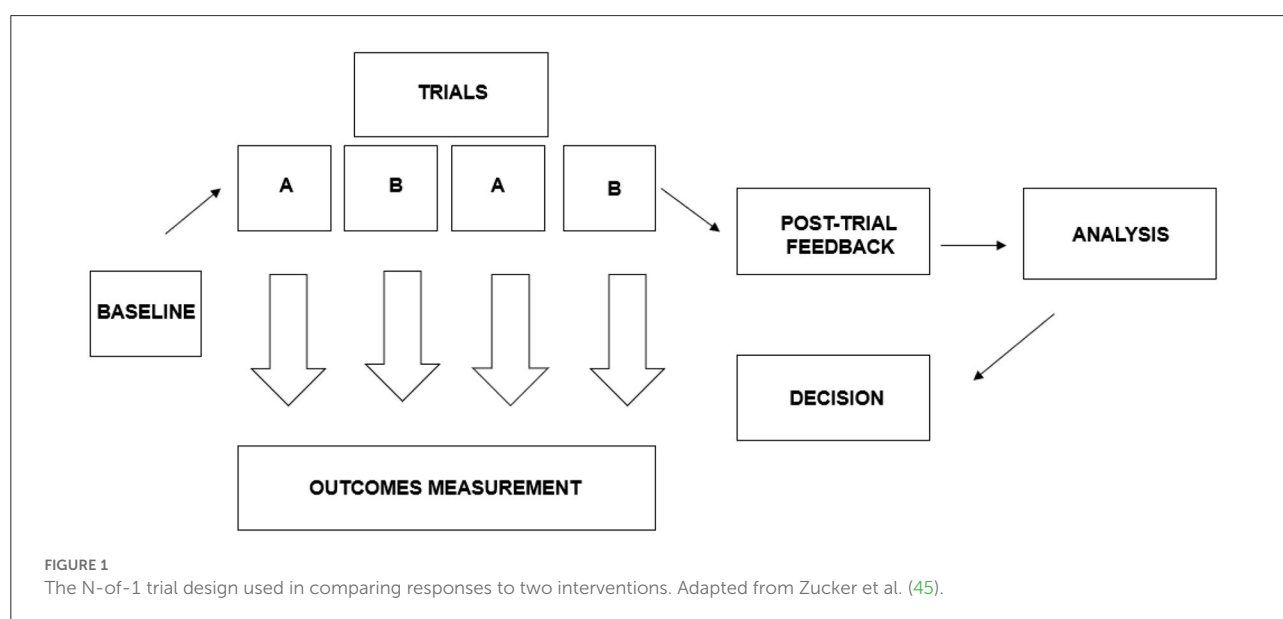 TRIALS
A
B
A
B
BASELINE
POST-TRIAL
FEEDBACK
ANALYSIS
DECISION
OUTCOMES MEASUREMENT
FIGURE 1
The N-of-1 trial design used in comparing responses to two interventions. Adapted from Zucker et al. (45).